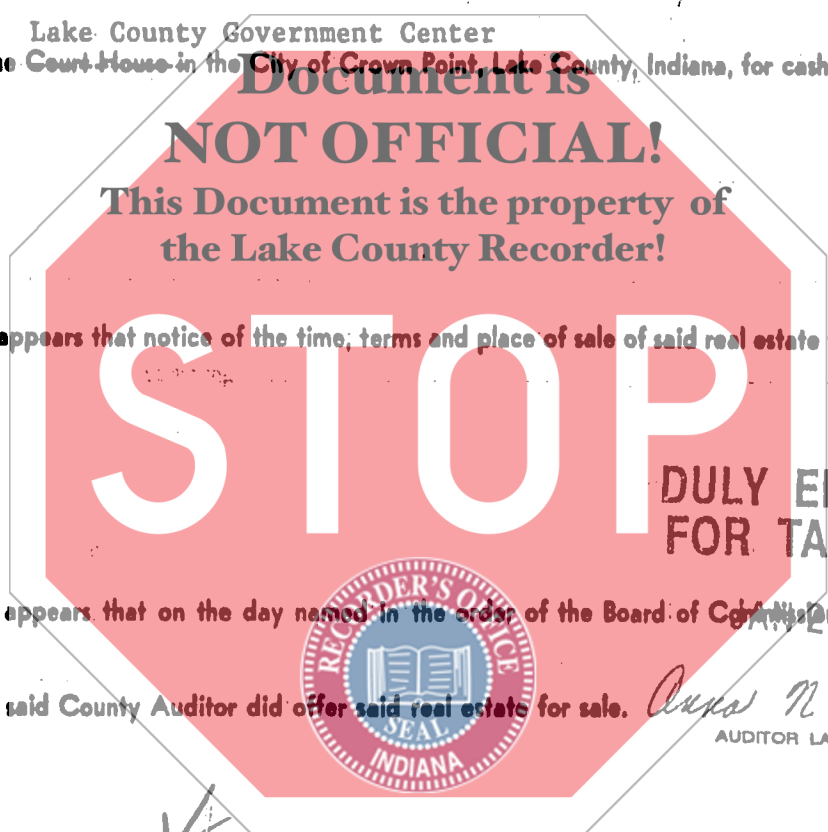 Lake County Government Center
Court House in the City of Crown Point, Lake County, Indiana, for cash
Document is
NOT OFFICIAL!
This Document is the property of
the Lake County Recorder!
appears that notice of the time, terms and place of sale of said real estate
STOP
DULY
FOR
appears that on the day named in the order of the Board of
RECORDER'S OFFICE
said County Auditor did offer said real estate for sale.
Anna N
SEAL
AUDITOR
INDIANA